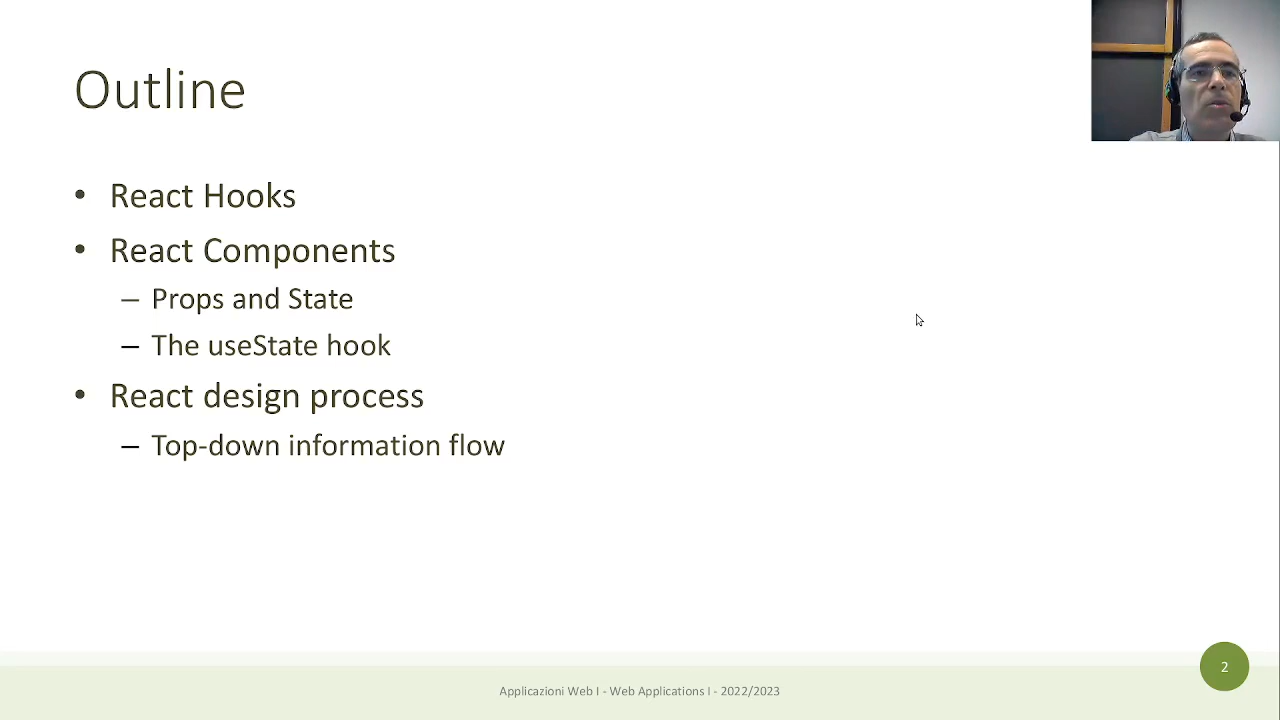 Outline
• React Hooks
• React Components
– Props and State
– The useState hook
• React design process
– Top-down information flow
Applicazioni Web I - Web Applications I - 2022/2023
2